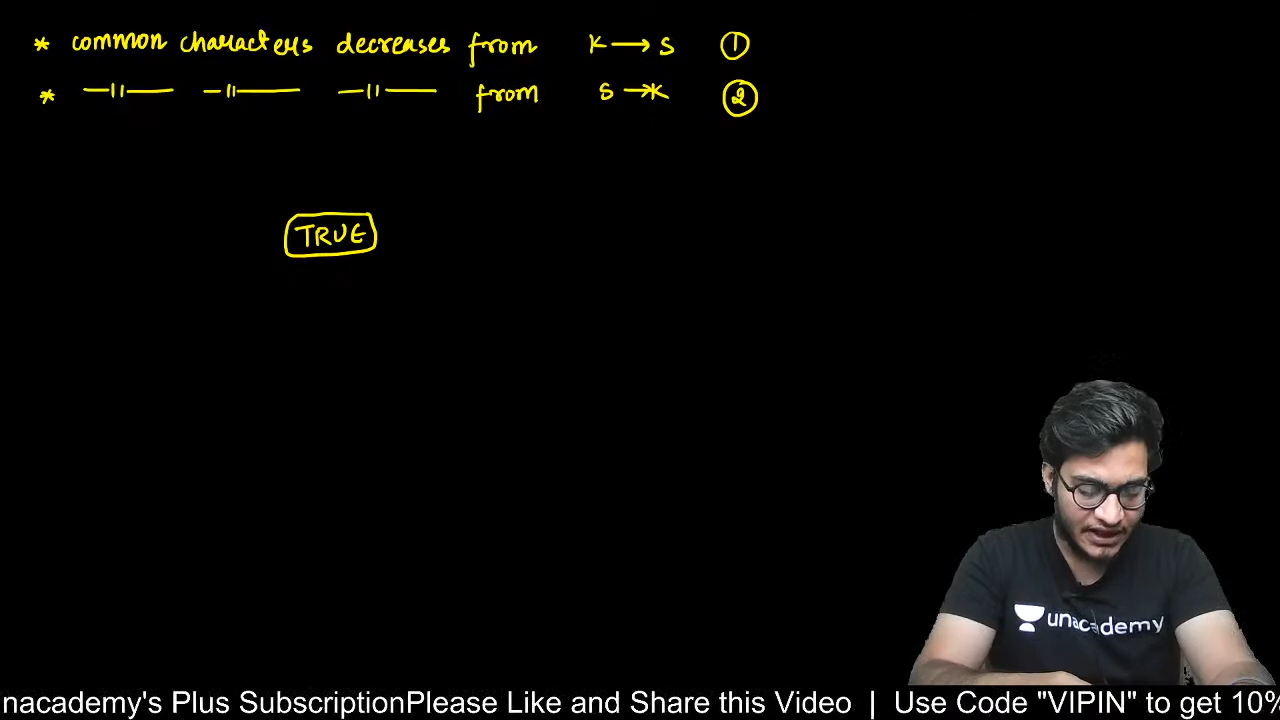 * common characters decreases from K → S ①
* —||— —||— —||— from S → K ②
TRUE
unacademy
nacademy's Plus SubscriptionPlease Like and Share this Video | Use Code "VIPIN" to get 10%